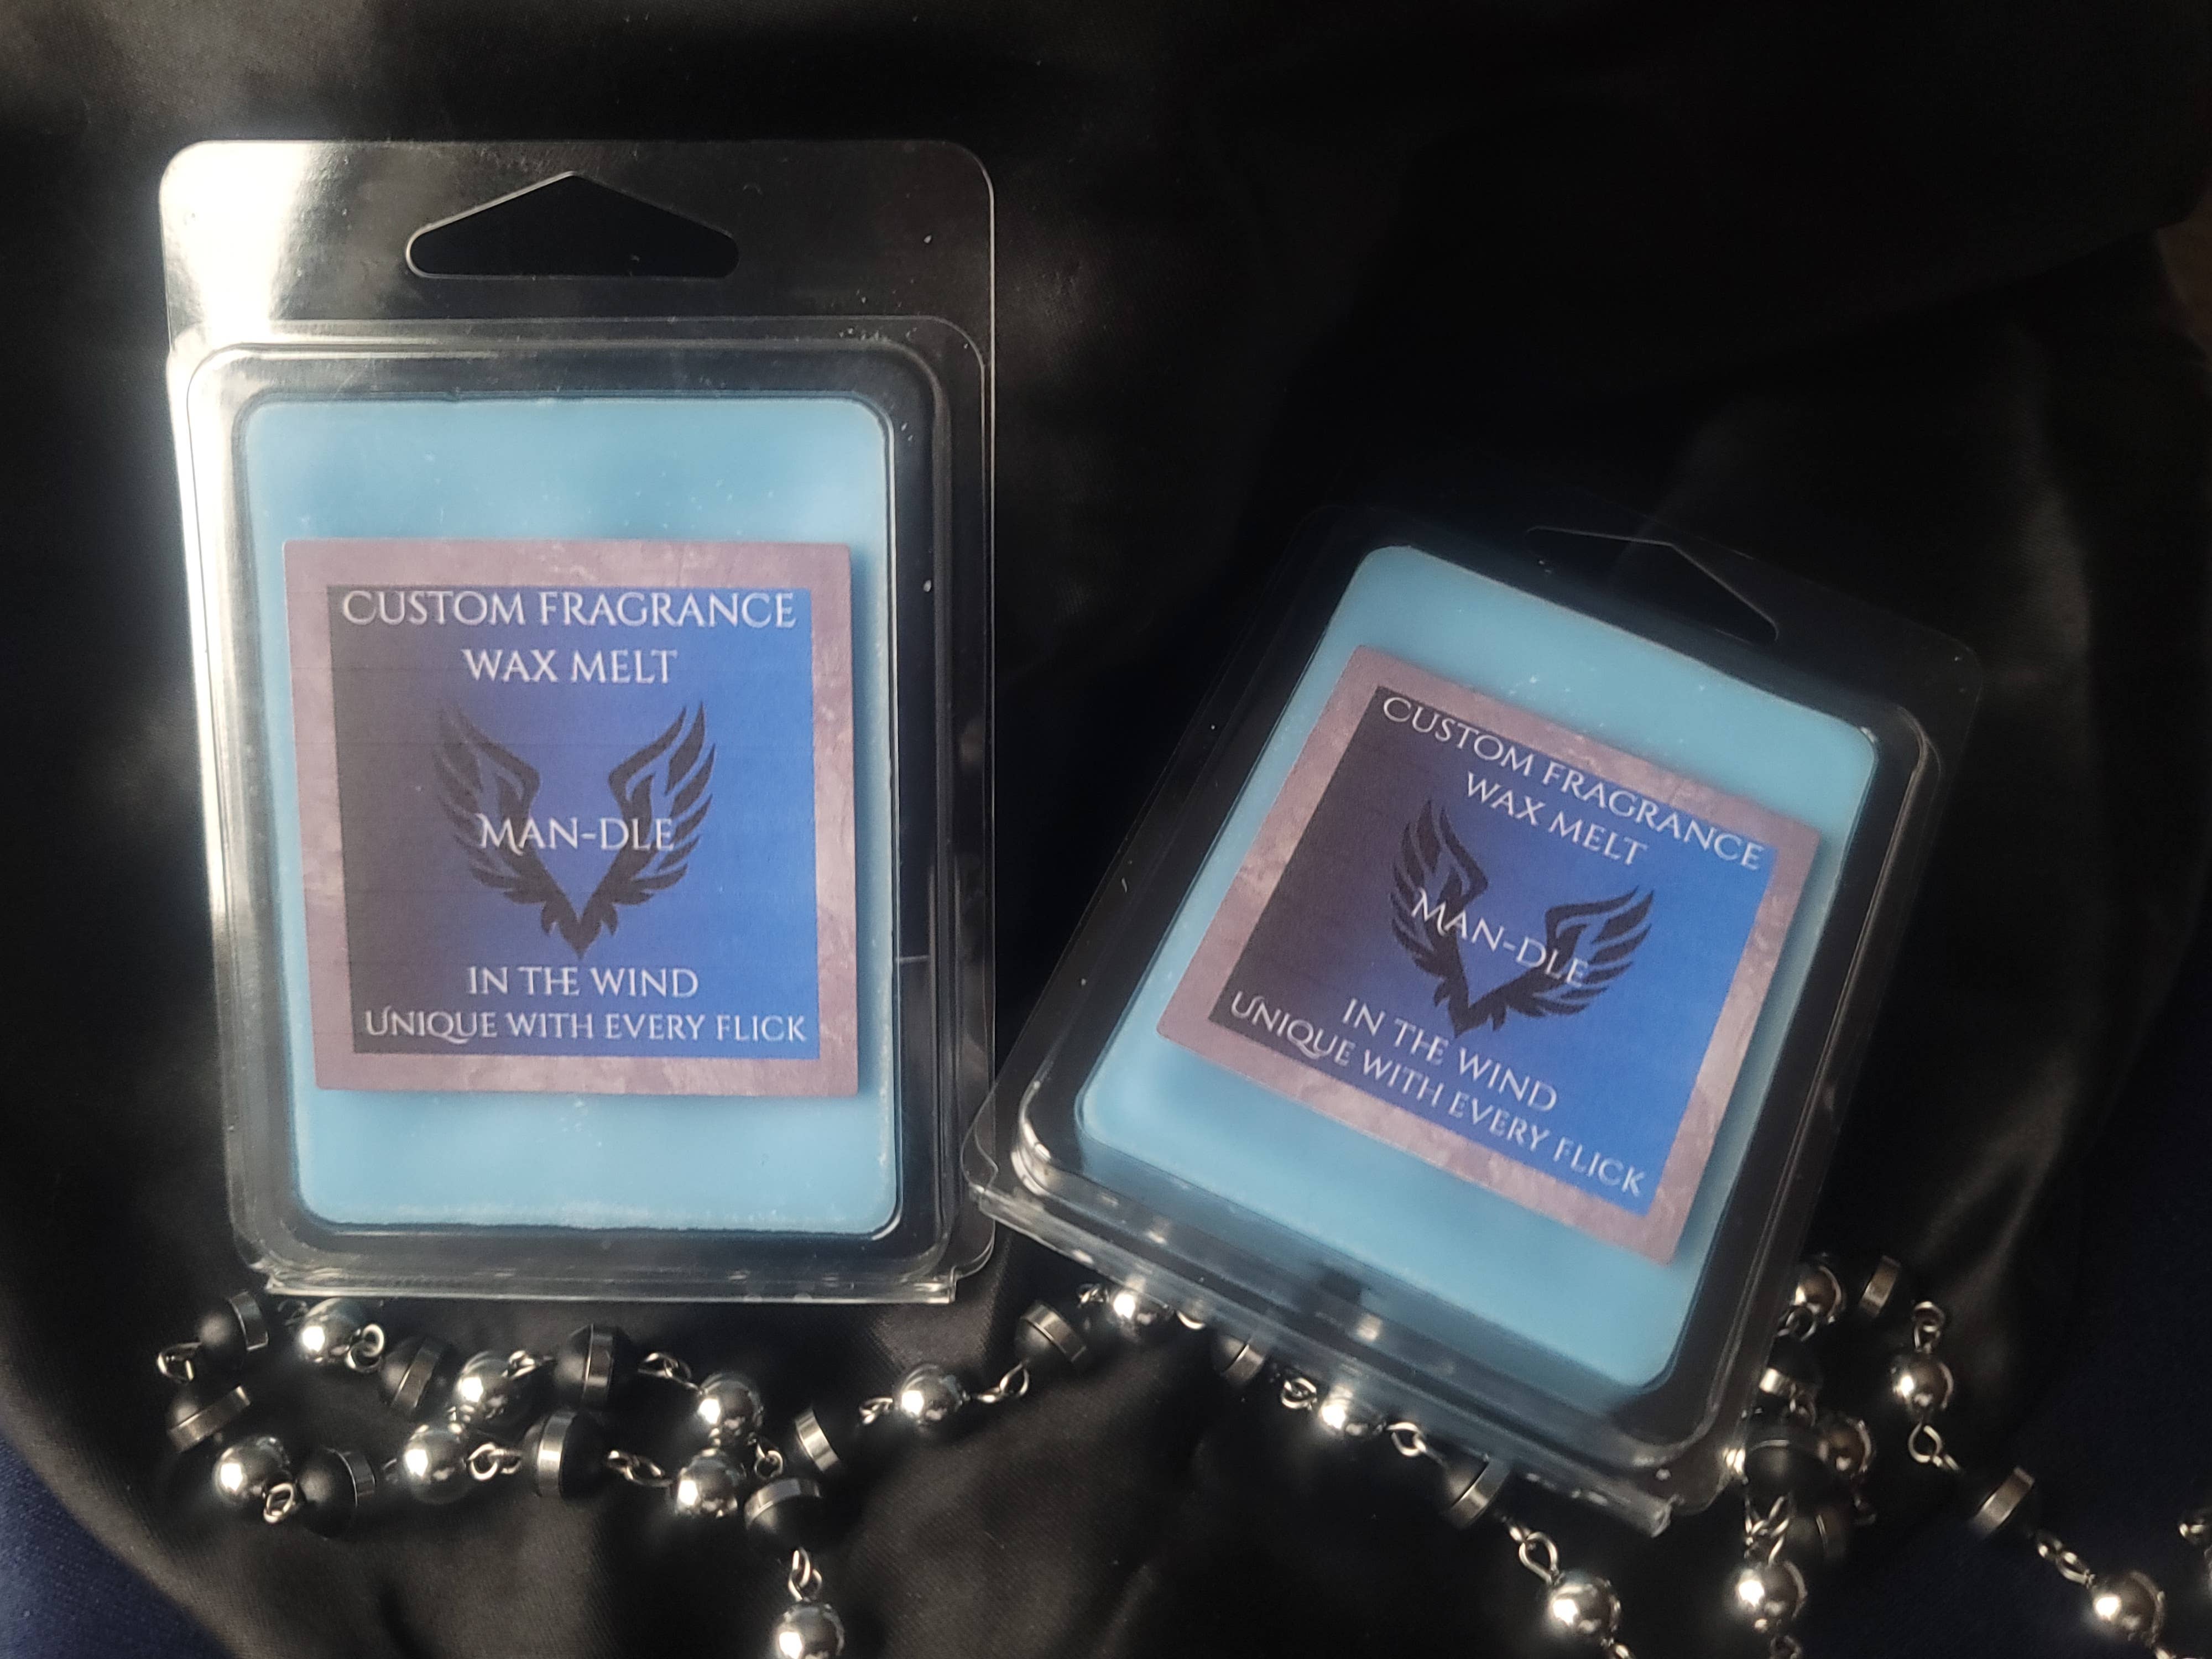 CUSTOM FRAGRANCE
WAX MELT
MAN-DLE
IN THE WIND
UNIQUE WITH EVERY FLICK
CUSTOM FRAGRANCE
WAX MELT
MAN-DLE
IN THE WIND
UNIQUE WITH EVERY FLICK